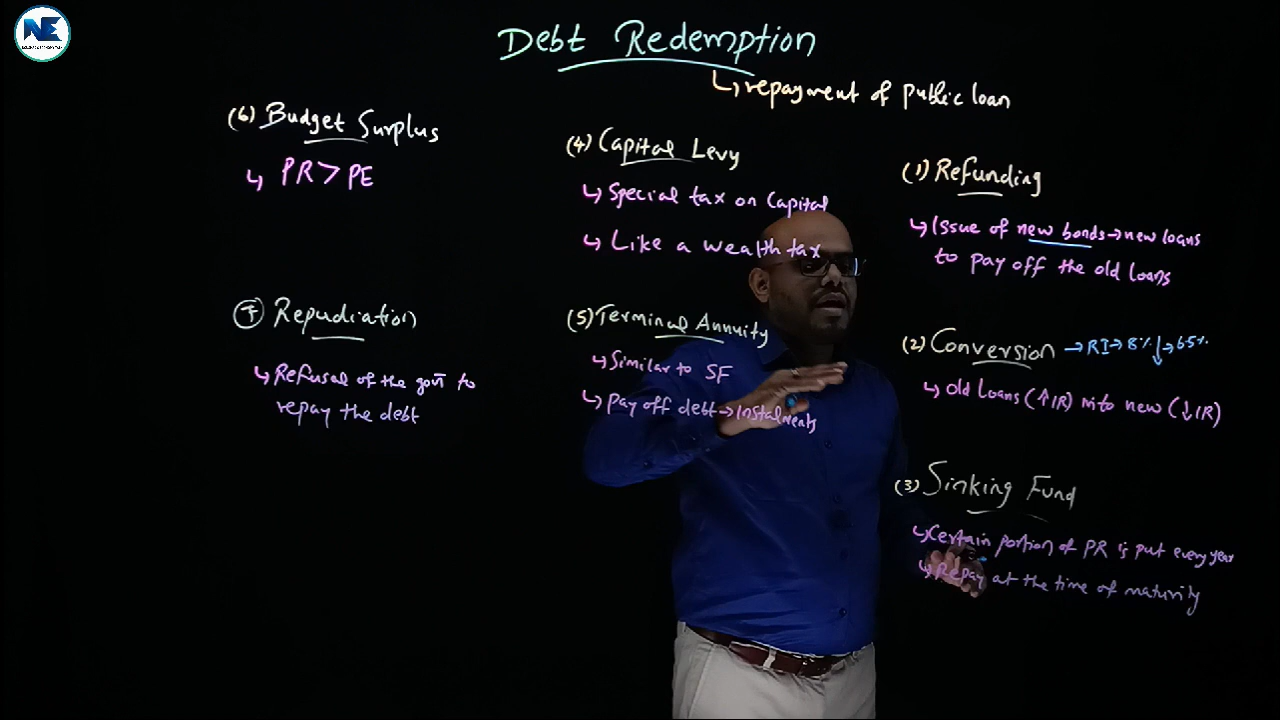 NE
Debt Redemption
↳ repayment of public loan
(1) Refunding
↳ Issue of new bonds → new loans
to pay off the old loans
(2) Conversion → RI → 8% ↓ → 6.5%
↳ Old Loans (↑IR) into new (↓IR)
(3) Sinking Fund
↳ Certain portion of PR is put every year
↳ Repay at the time of maturity
(4) Capital Levy
↳ Special tax on Capital
↳ Like a wealth tax
(5) Terminal Annuity
↳ Similar to SF
↳ pay off debt → Instalments
(6) Budget Surplus
↳ PR > PE
(7) Repudiation
↳ Refusal of the govt to
repay the debt